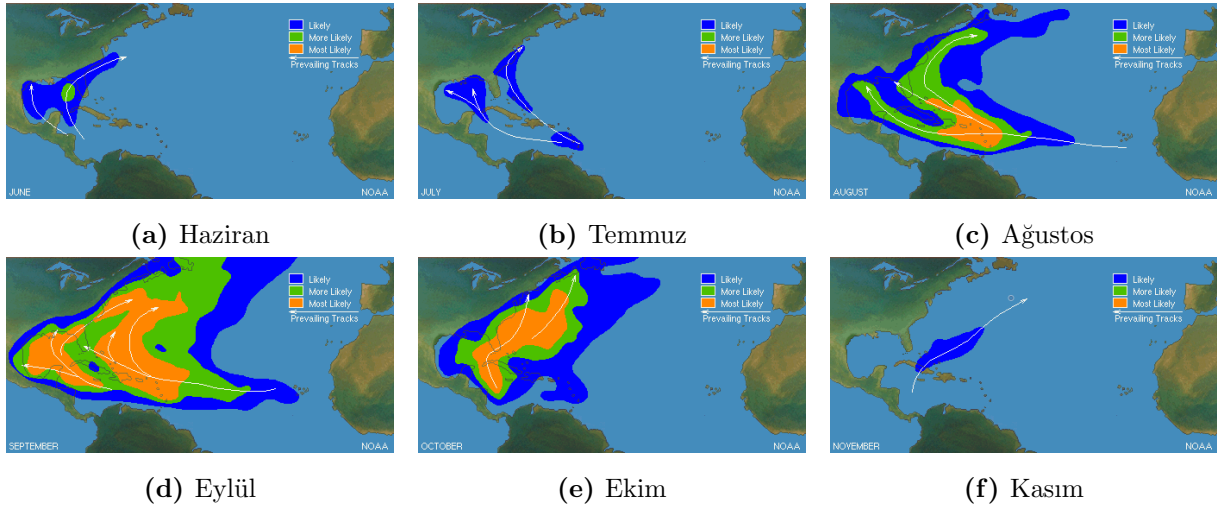 Likely
More Likely
Most Likely
Prevailing Tracks
JUNE
NOAA
(a) Haziran
Likely
More Likely
Most Likely
Prevailing Tracks
JULY
NOAA
(b) Temmuz
Likely
More Likely
Most Likely
Prevailing Tracks
AUGUST
NOAA
(c) Ağustos
Likely
More Likely
Most Likely
Prevailing Tracks
SEPTEMBER
NOAA
(d) Eylül
Likely
More Likely
Most Likely
Prevailing Tracks
OCTOBER
NOAA
(e) Ekim
Likely
More Likely
Most Likely
Prevailing Tracks
NOVEMBER
NOAA
(f) Kasım